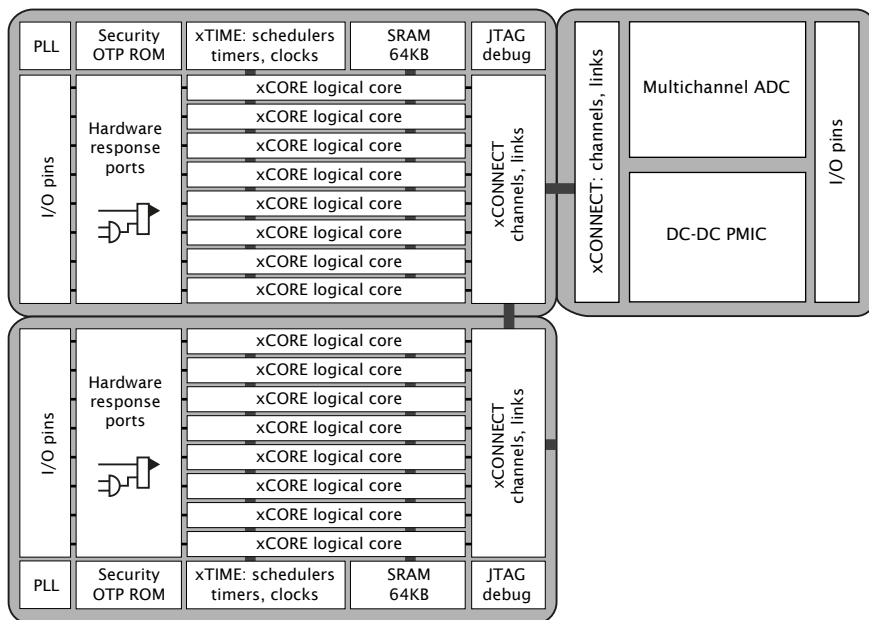 PLL
Security
OTP ROM
xTIME: schedulers
timers, clocks
SRAM
64KB
JTAG
debug
I/O pins
Hardware
response
ports
xCORE logical core
xCORE logical core
xCORE logical core
xCORE logical core
xCORE logical core
xCORE logical core
xCORE logical core
xCORE logical core
xCONNECT
channels, links
xCONNECT: channels, links
Multichannel ADC
DC-DC PMIC
I/O pins
I/O pins
Hardware
response
ports
xCORE logical core
xCORE logical core
xCORE logical core
xCORE logical core
xCORE logical core
xCORE logical core
xCORE logical core
xCORE logical core
xCONNECT
channels, links
PLL
Security
OTP ROM
xTIME: schedulers
timers, clocks
SRAM
64KB
JTAG
debug